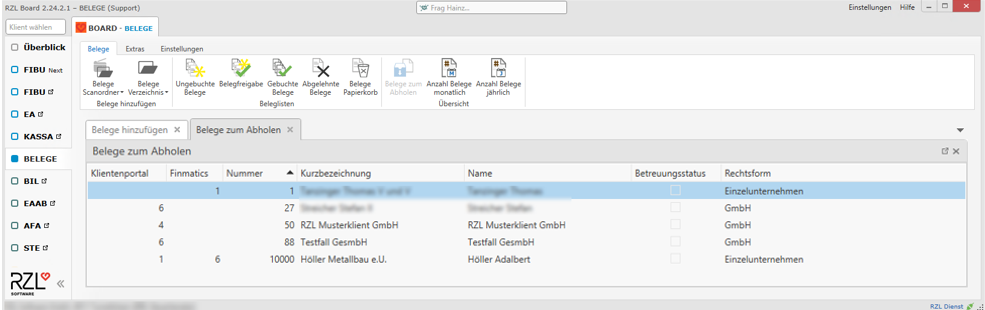 RZL Board 2.24.2.1 – BELEGE (Support)
Frag Hainz...
Einstellungen Hilfe
Klient wählen
BOARD - BELEGE
Überblick
FIBU Next
FIBU
EA
KASSA
BELEGE
BIL
EAAB
AFA
STE
RZL
SOFTWARE
Belege Extras Einstellungen
Belege Scanordner
Belege Verzeichnis
Ungebuchte Belege
Belegfreigabe
Gebuchte Belege
Abgelehnte Belege
Belege Papierkorb
Belege zum Abholen
Anzahl Belege monatlich
Anzahl Belege jährlich
Belege hinzufügen Beleglisten Übersicht
Belege hinzufügen Belege zum Abholen
Belege zum Abholen
Klientenportal Finmatics Nummer Kurzbezeichnung Name Betreuungsstatus Rechtsform
1 1 Einzelunternehmen
6 27 GmbH
4 50 RZL Musterklient GmbH RZL Musterklient GmbH GmbH
6 88 Testfall GesmbH Testfall GesmbH GmbH
1 6 10000 Höller Metallbau e.U. Höller Adalbert Einzelunternehmen
RZL Dienst